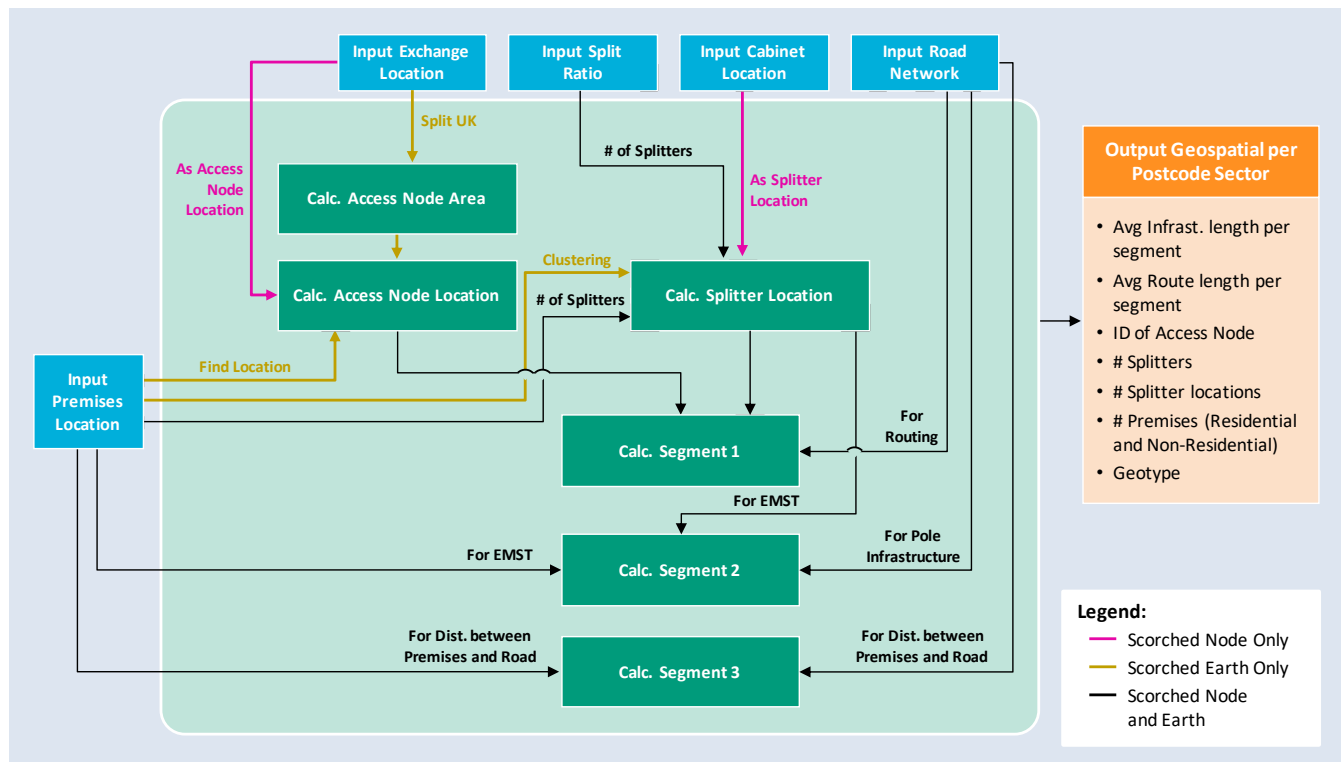 Input Exchange
Location
Input Split
Ratio
Input Cabinet
Location
Input Road
Network
Split UK
# of Splitters
As Access
Node
Location
As Splitter
Location
Calc. Access Node Area
Clustering
Calc. Access Node Location
# of Splitters
Calc. Splitter Location
Find Location
Input
Premises
Location
For
Routing
Calc. Segment 1
For EMST
For Pole
Infrastructure
For EMST
Calc. Segment 2
For Dist. between
Premises and Road
For Dist. between
Premises and Road
Calc. Segment 3
Output Geospatial per
Postcode Sector
• Avg Infrast. length per
segment
• Avg Route length per
segment
• ID of Access Node
• # Splitters
• # Splitter locations
• # Premises (Residential
and Non-Residential)
• Geotype
Legend:
Scorched Node Only
Scorched Earth Only
Scorched Node
and Earth